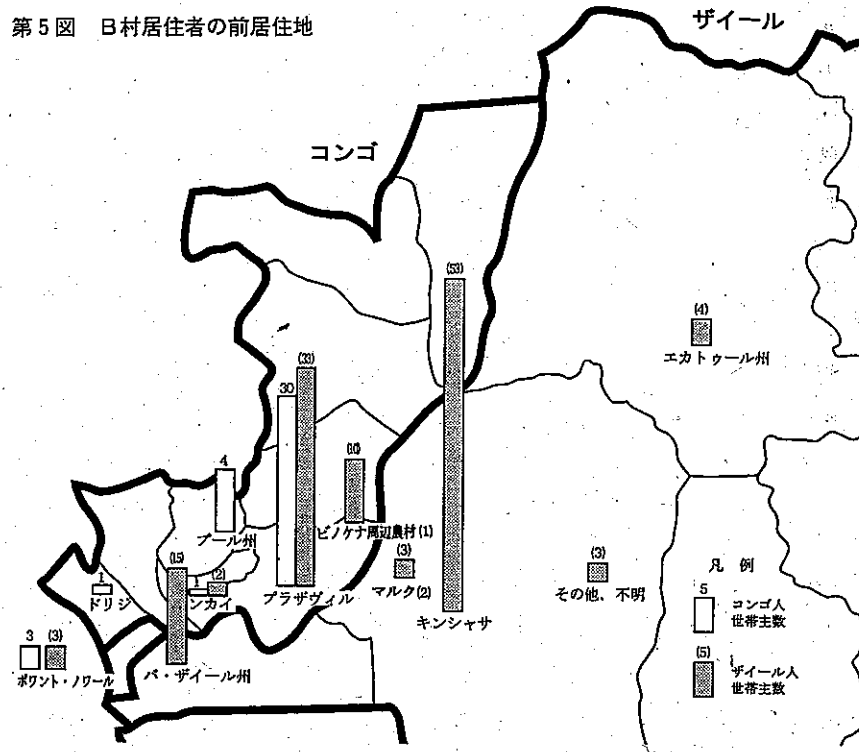 第5図 B村居住者の前居住地
ザイール
コンゴ
(53)
(4)
エカトゥール州
(33)
30
(10)
ビノケナ周辺農村(1)
4
プール州
(15)
1
(2)
ンカイ
ブラザヴィル
(3)
マルク(2)
キンシャサ
(3)
その他、不明
1
ドリジ
3
(3)
ポワント・ノワール
バ・ザイール州
凡 例
5
コンゴ人
世帯主数
(5)
ザイール人
世帯主数